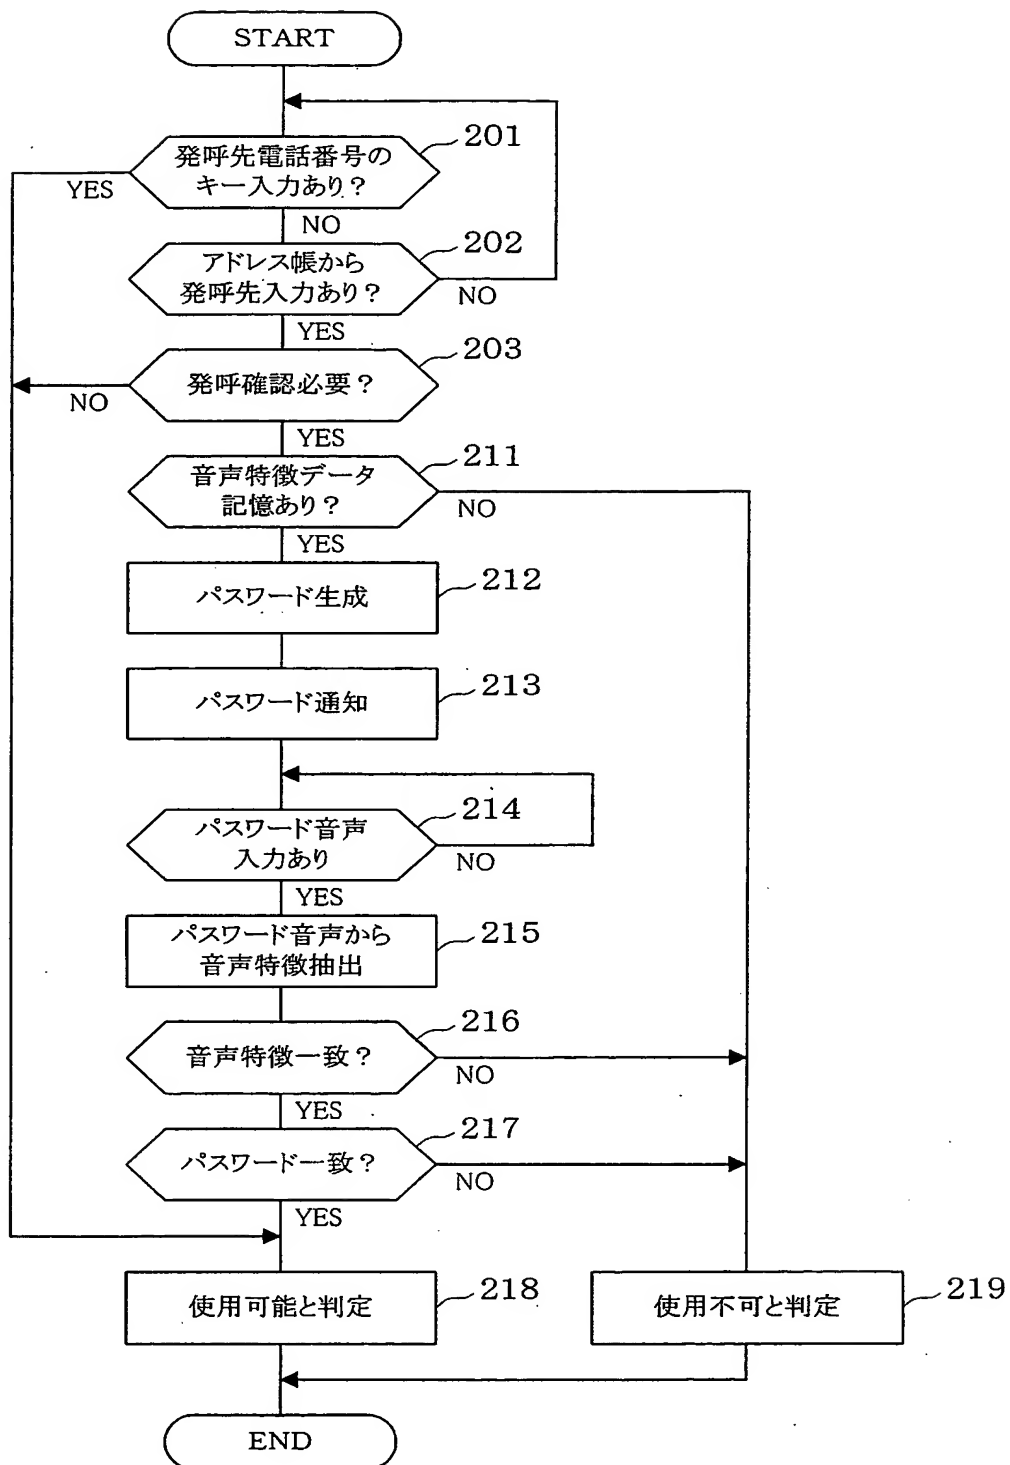 START
201
発呼先電話番号の
キー入力あり？
YES
NO
202
アドレス帳から
発呼先入力あり？
NO
YES
203
発呼確認必要？
NO
YES
211
音声特徴データ
記憶あり？
NO
YES
212
パスワード生成
213
パスワード通知
214
パスワード音声
入力あり
NO
YES
215
パスワード音声から
音声特徴抽出
216
音声特徴一致？
NO
YES
217
パスワード一致？
NO
YES
218
使用可能と判定
219
使用不可と判定
END